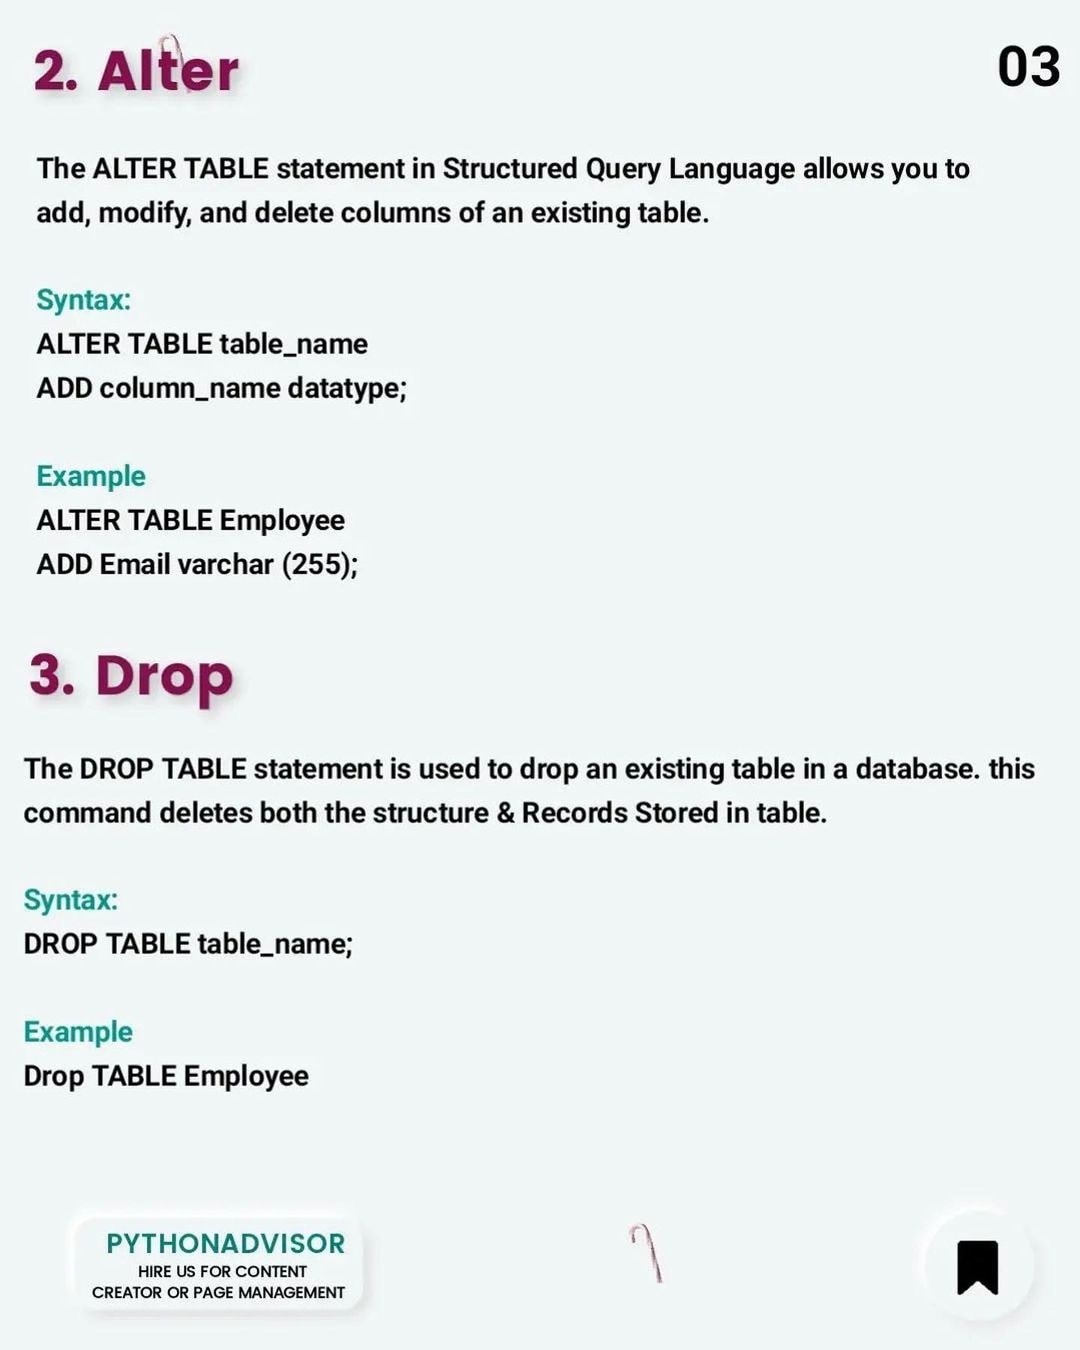 2. Alter
03
The ALTER TABLE statement in Structured Query Language allows you to
add, modify, and delete columns of an existing table.
Syntax:
ALTER TABLE table_name
ADD column_name datatype;
Example
ALTER TABLE Employee
ADD Email varchar (255);
3. Drop
The DROP TABLE statement is used to drop an existing table in a database. this
command deletes both the structure & Records Stored in table.
Syntax:
DROP TABLE table_name;
Example
Drop TABLE Employee
PYTHONADVISOR
HIRE US FOR CONTENT
CREATOR OR PAGE MANAGEMENT